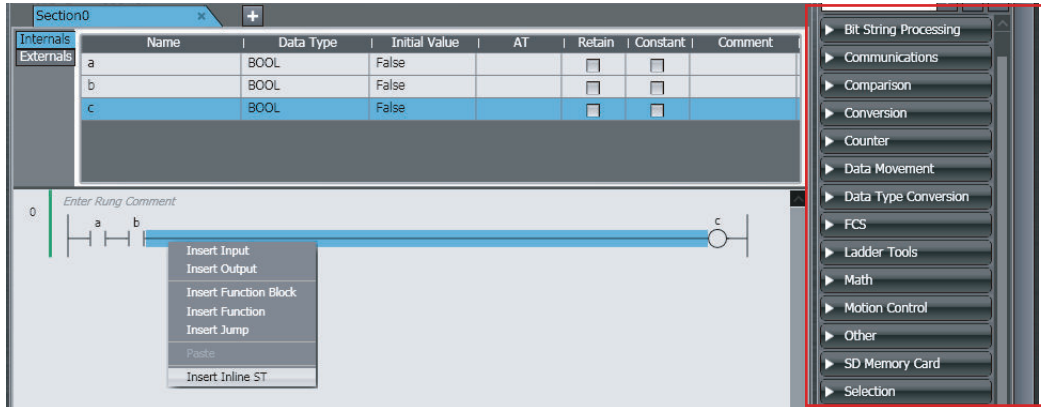 Section0 × +
Internals
Externals
Name Data Type Initial Value AT Retain Constant Comment
a BOOL False
b BOOL False
c BOOL False
0
Enter Rung Comment
a b c
Insert Input
Insert Output
Insert Function Block
Insert Function
Insert Jump
Paste
Insert Inline ST
Bit String Processing
Communications
Comparison
Conversion
Counter
Data Movement
Data Type Conversion
FCS
Ladder Tools
Math
Motion Control
Other
SD Memory Card
Selection